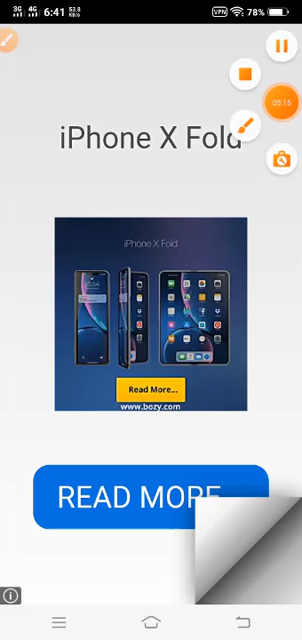 3G 4G 6:41 53.8 KB/s VPN 78%
05:15
iPhone X Fold
iPhone X Fold
Read More...
www.bozy.com
READ MORE